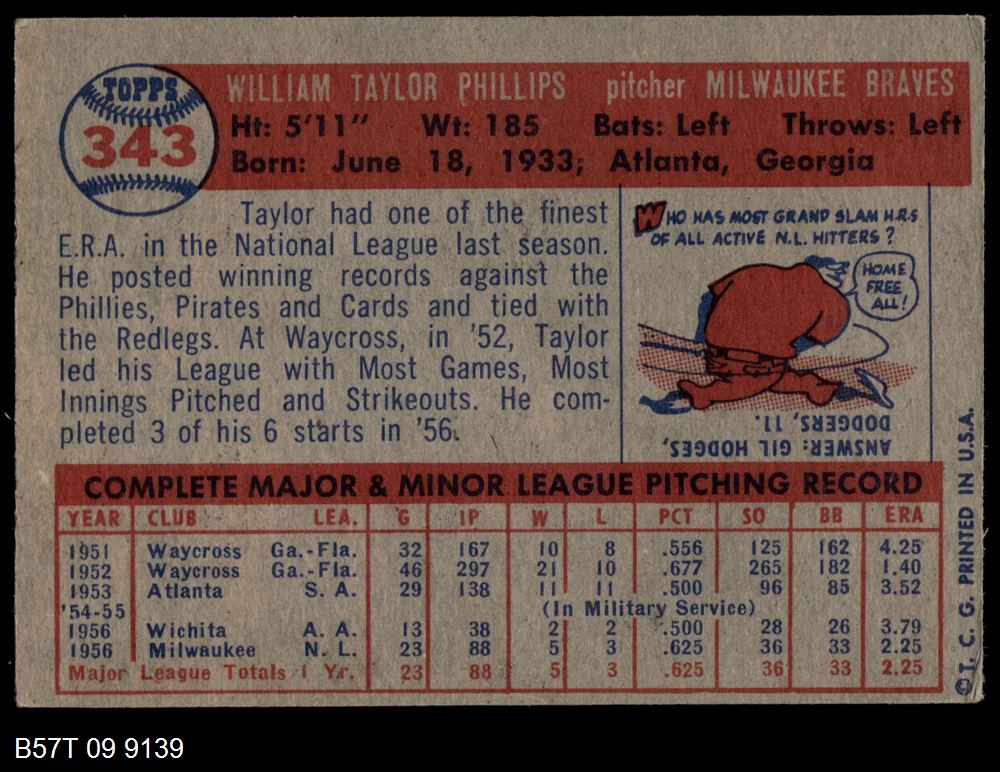 TOPPS
343
WILLIAM TAYLOR PHILLIPS pitcher MILWAUKEE BRAVES
Ht: 5'11" Wt: 185 Bats: Left Throws: Left
Born: June 18, 1933; Atlanta, Georgia
Taylor had one of the finest
E.R.A. in the National League last season.
He posted winning records against the
Phillies, Pirates and Cards and tied with
the Redlegs. At Waycross, in '52, Taylor
led his League with Most Games, Most
Innings Pitched and Strikeouts. He com-
pleted 3 of his 6 starts in '56.
WHO HAS MOST GRAND SLAM H.R.S
OF ALL ACTIVE N.L. HITTERS?
HOME
FREE
ALL!
ANSWER: GIL HODGES,
DODGERS, 11.
COMPLETE MAJOR & MINOR LEAGUE PITCHING RECORD
YEAR CLUB LEA. G IP W L PCT SO BB ERA
1951 Waycross Ga.-Fla. 32 167 10 8 .556 125 162 4.25
1952 Waycross Ga.-Fla. 46 297 21 10 .677 265 182 1.40
1953 Atlanta S. A. 29 138 11 11 .500 96 85 3.52
'54-55 (In Military Service)
1956 Wichita A. A. 13 38 2 2 .500 28 26 3.79
1956 Milwaukee N. L. 23 88 5 3 .625 36 33 2.25
Major League Totals 1 Yr. 23 88 5 3 .625 36 33 2.25
© T. C. G. PRINTED IN U.S.A.
B57T 09 9139